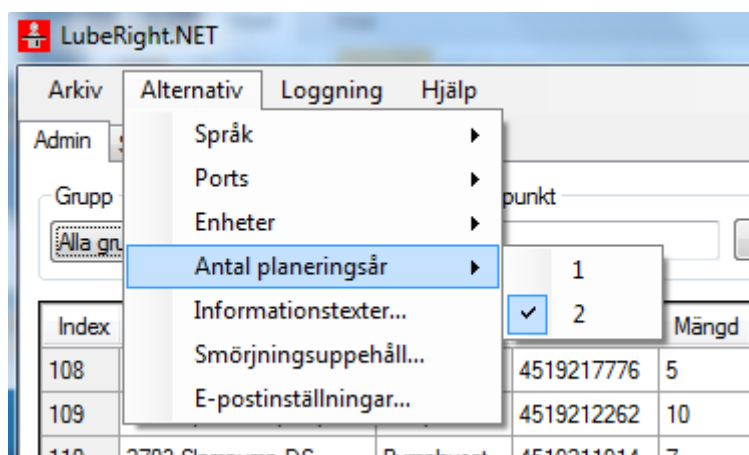 LubeRight.NET
Arkiv Alternativ Loggning Hjälp
Admin
Språk
Ports
Grupp punkt
Enheter
Alla
Antal planeringsår
1
Informationstexter... 2
Index Mängd
Smörjningsuppehåll...
108 4519217776 5
E-postinställningar...
109 4519212262 10